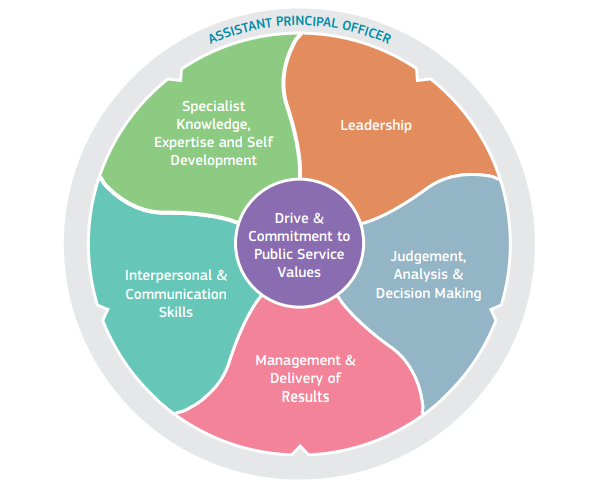 ASSISTANT PRINCIPAL OFFICER
Specialist
Knowledge,
Expertise and Self
Development
Leadership
Drive &
Commitment to
Public Service
Values
Judgement,
Analysis &
Decision Making
Interpersonal &
Communication
Skills
Management &
Delivery of
Results